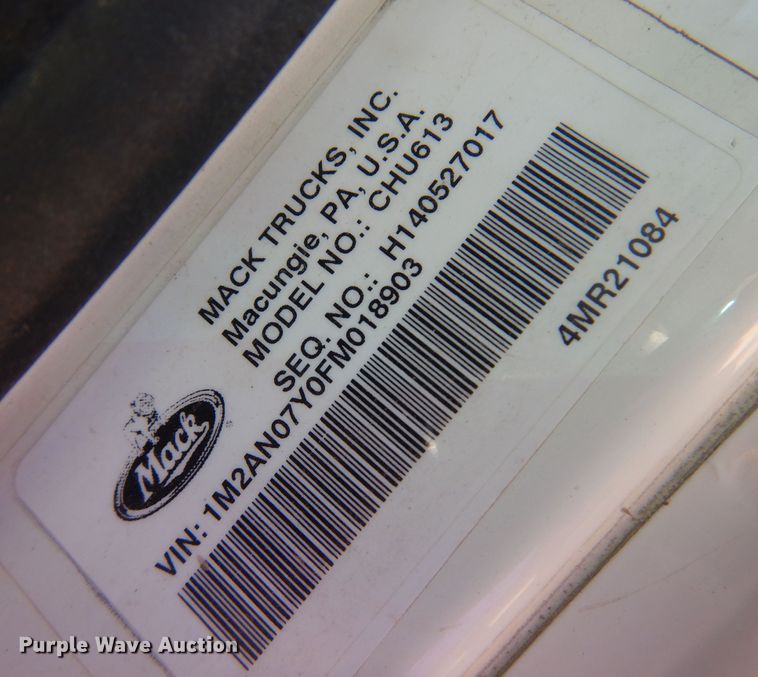 MACK TRUCKS, INC.
Macungie, PA, U.S.A.
MODEL NO.: CHU613
SEQ. NO.: H140527017
Mack
VIN: 1M2AN07Y0FM018903
4MR21084
Purple Wave Auction